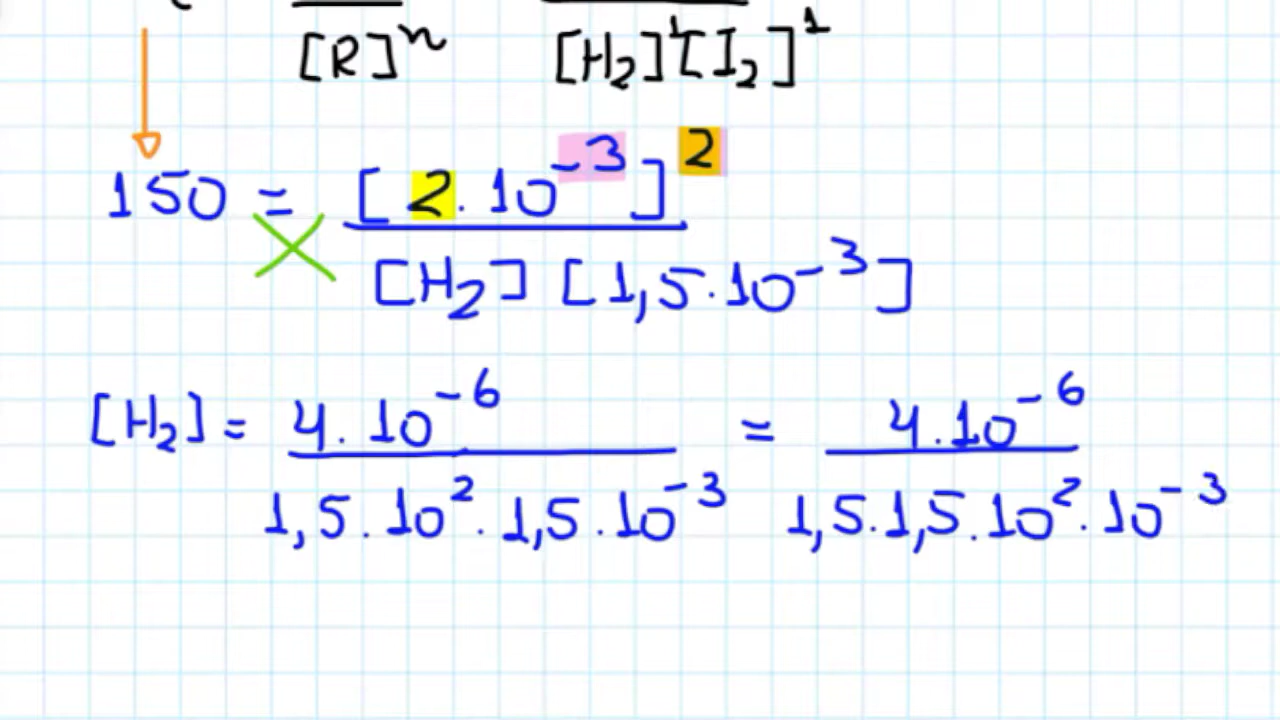 [R]ⁿ [H₂]¹[I₂]¹
150 = [2.10⁻³]²
[H₂] [1,5.10⁻³]
[H₂] = 4.10⁻⁶ = 4.10⁻⁶
1,5.10².1,5.10⁻³ 1,5.1,5.10².10⁻³